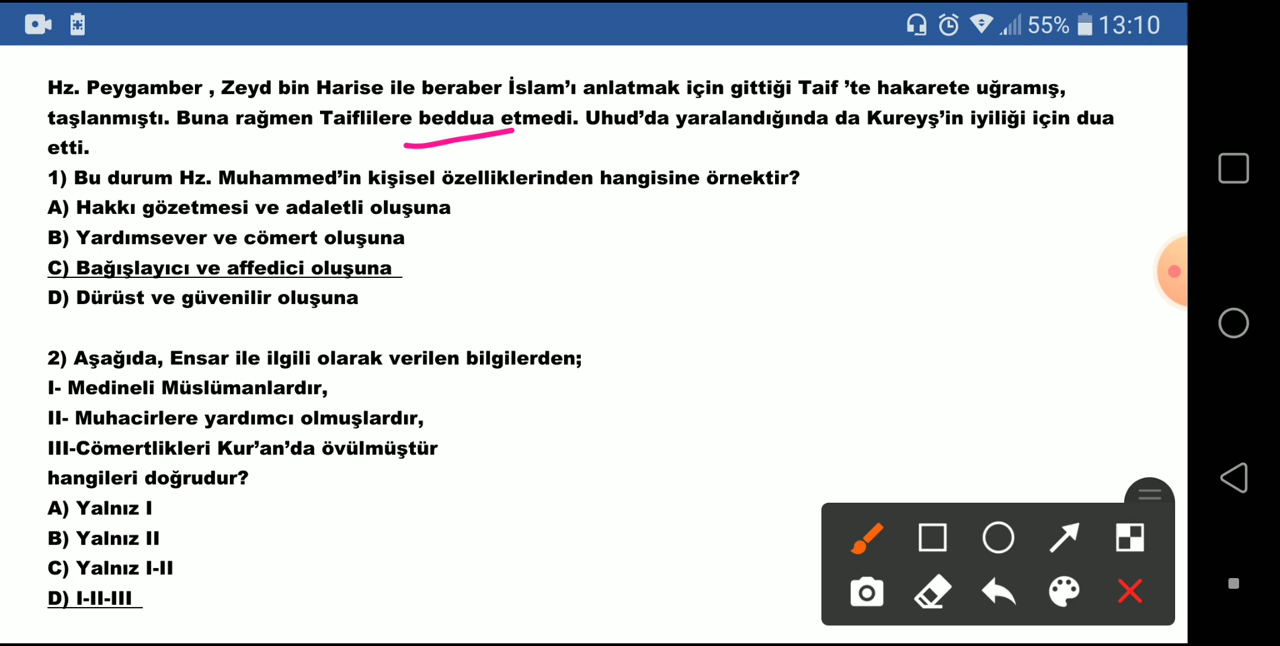 55% 13:10
Hz. Peygamber , Zeyd bin Harise ile beraber İslam’ı anlatmak için gittiği Taif ’te hakarete uğramış,
taşlanmıştı. Buna rağmen Taiflilere beddua etmedi. Uhud’da yaralandığında da Kureyş’in iyiliği için dua
etti.
1) Bu durum Hz. Muhammed’in kişisel özelliklerinden hangisine örnektir?
A) Hakkı gözetmesi ve adaletli oluşuna
B) Yardımsever ve cömert oluşuna
C) Bağışlayıcı ve affedici oluşuna
D) Dürüst ve güvenilir oluşuna
2) Aşağıda, Ensar ile ilgili olarak verilen bilgilerden;
I- Medineli Müslümanlardır,
II- Muhacirlere yardımcı olmuşlardır,
III-Cömertlikleri Kur’an’da övülmüştür
hangileri doğrudur?
A) Yalnız I
B) Yalnız II
C) Yalnız I-II
D) I-II-III